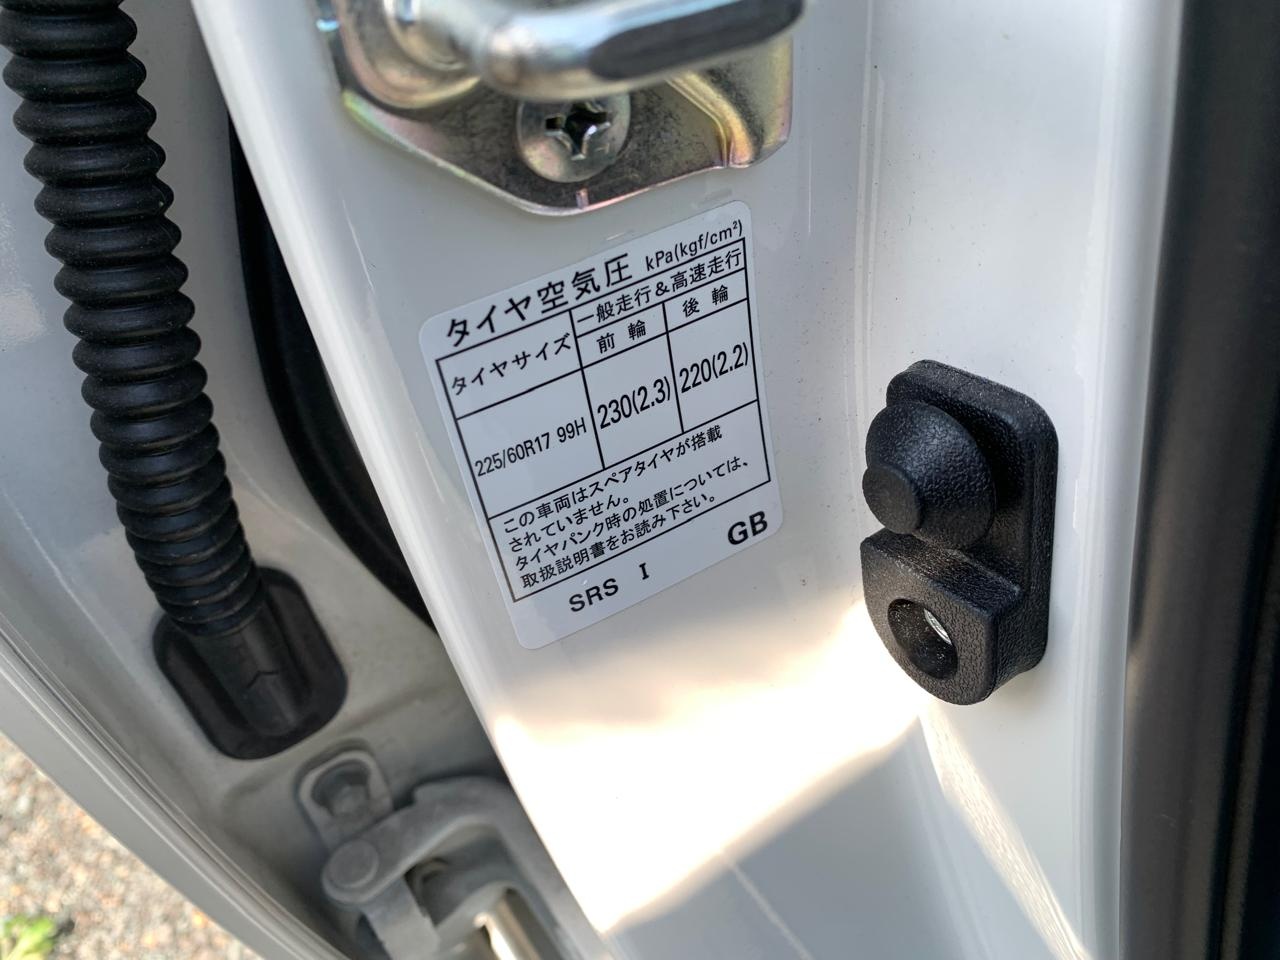 タイヤ空気圧 kPa(kgf/cm²)
タイヤサイズ 一般走行&高速走行
前輪 後輪
225/60R17 99H 230(2.3) 220(2.2)
この車両はスペアタイヤが搭載
されていません。
タイヤパンク時の処置については、
取扱説明書をお読み下さい。
SRS I GB